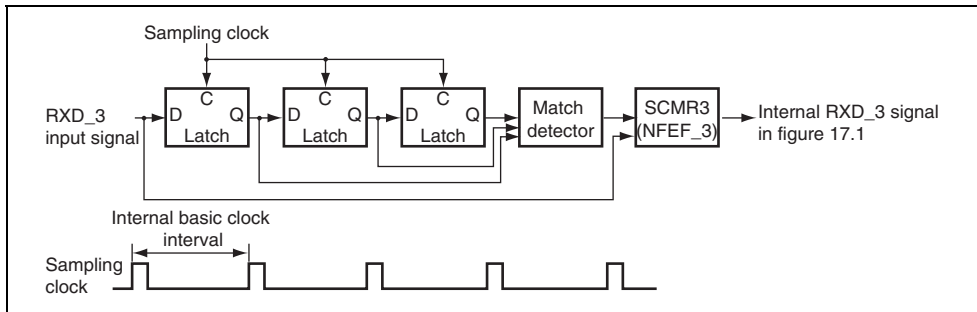 Sampling clock
RXD_3
input signal
D
C
Q
Latch
D
C
Q
Latch
D
C
Q
Latch
Match
detector
SCMR3
(NFEF_3)
Internal RXD_3 signal
in figure 17.1
Internal basic clock
interval
Sampling
clock